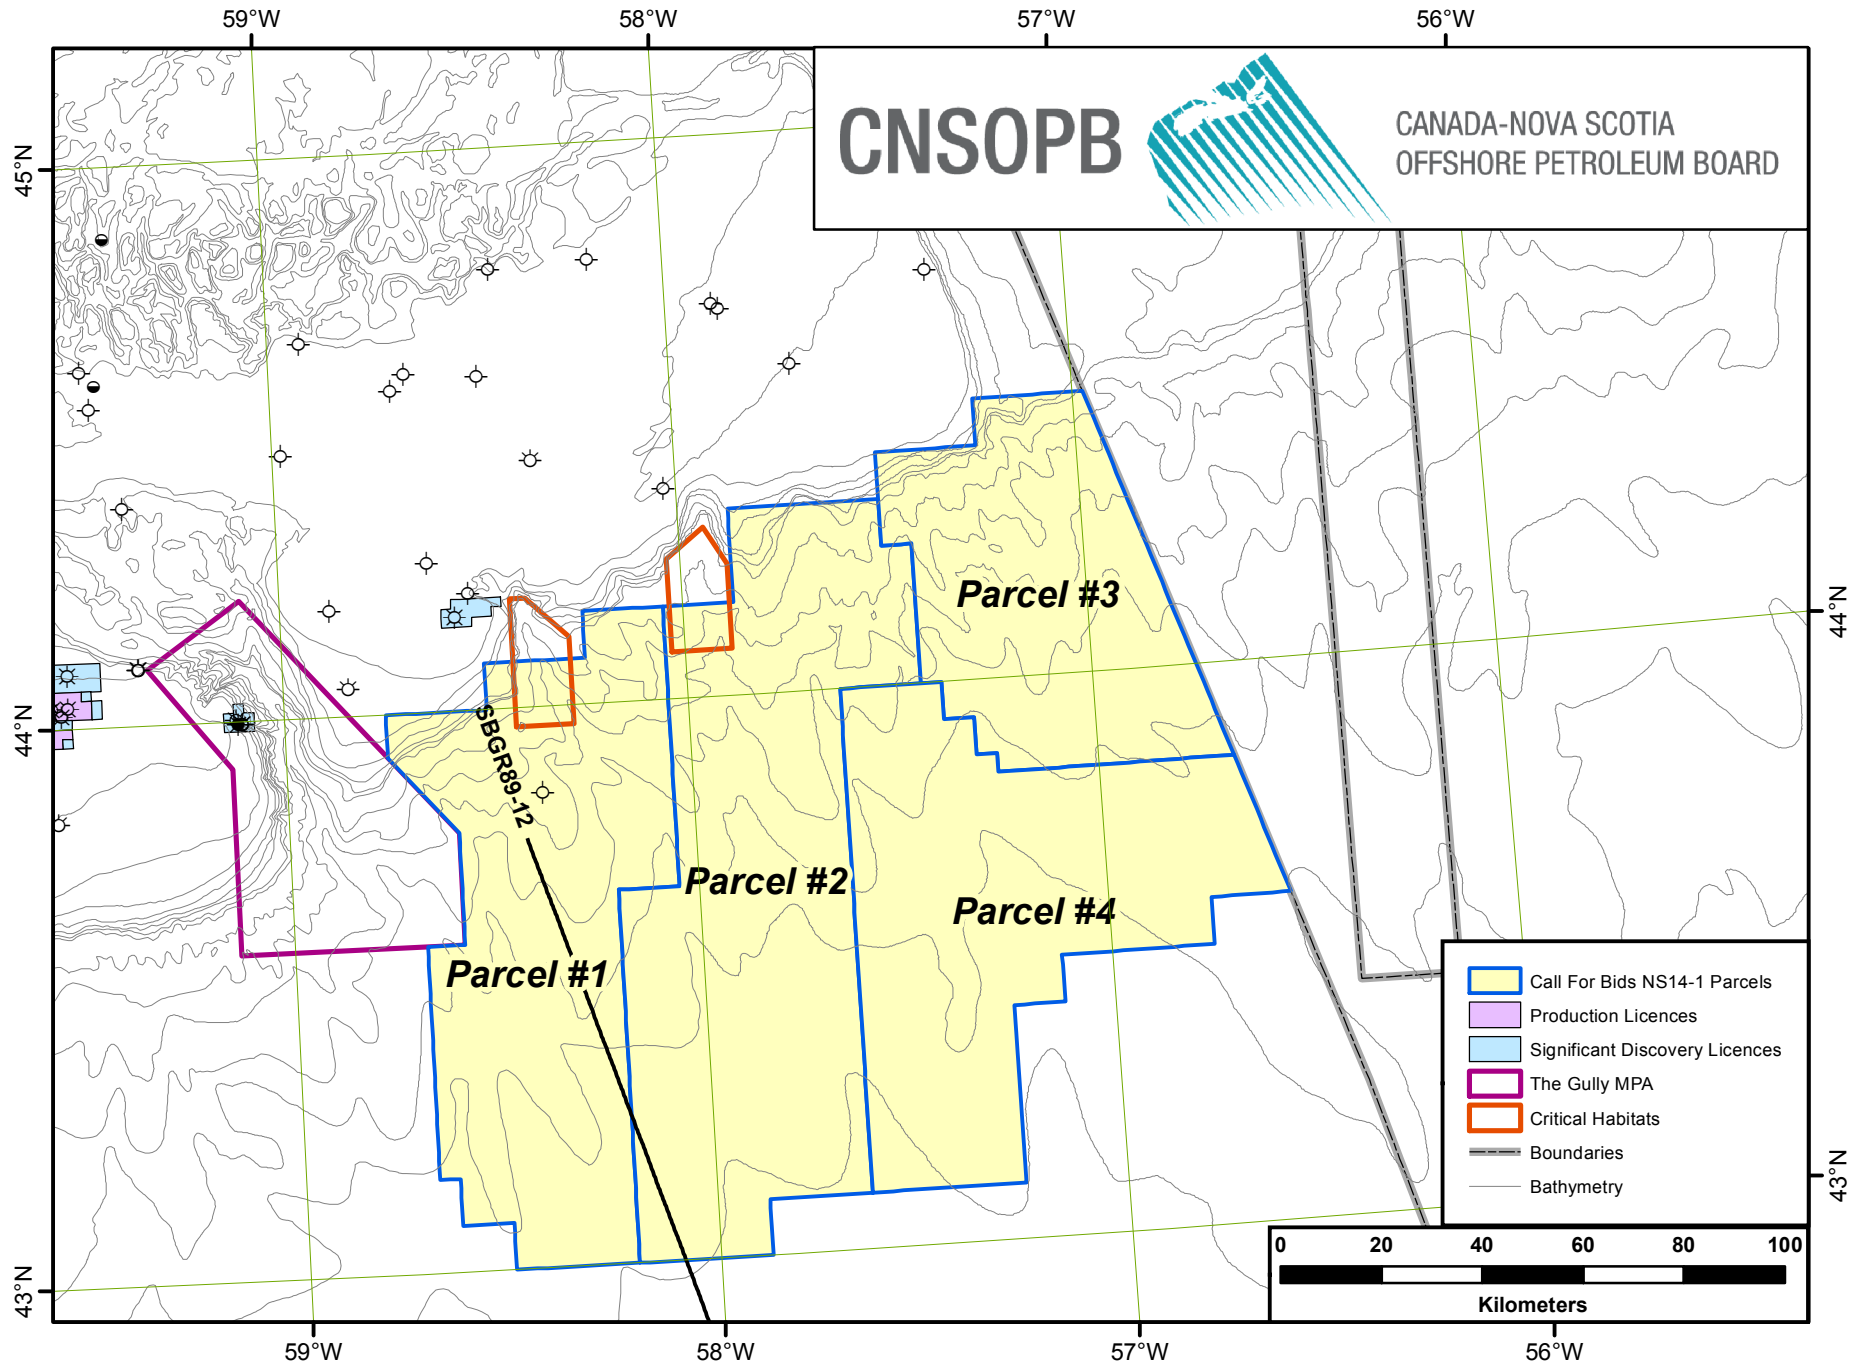 59°W
58°W
57°W
56°W
CNSOPB
CANADA-NOVA SCOTIA
OFFSHORE PETROLEUM BOARD
45°N
44°N
44°N
43°N
43°N
SBGR89-12
Parcel #3
Parcel #2
Parcel #4
Parcel #1
Call For Bids NS14-1 Parcels
Production Licences
Significant Discovery Licences
The Gully MPA
Critical Habitats
Boundaries
Bathymetry
0 20 40 60 80 100
Kilometers
59°W
58°W
57°W
56°W